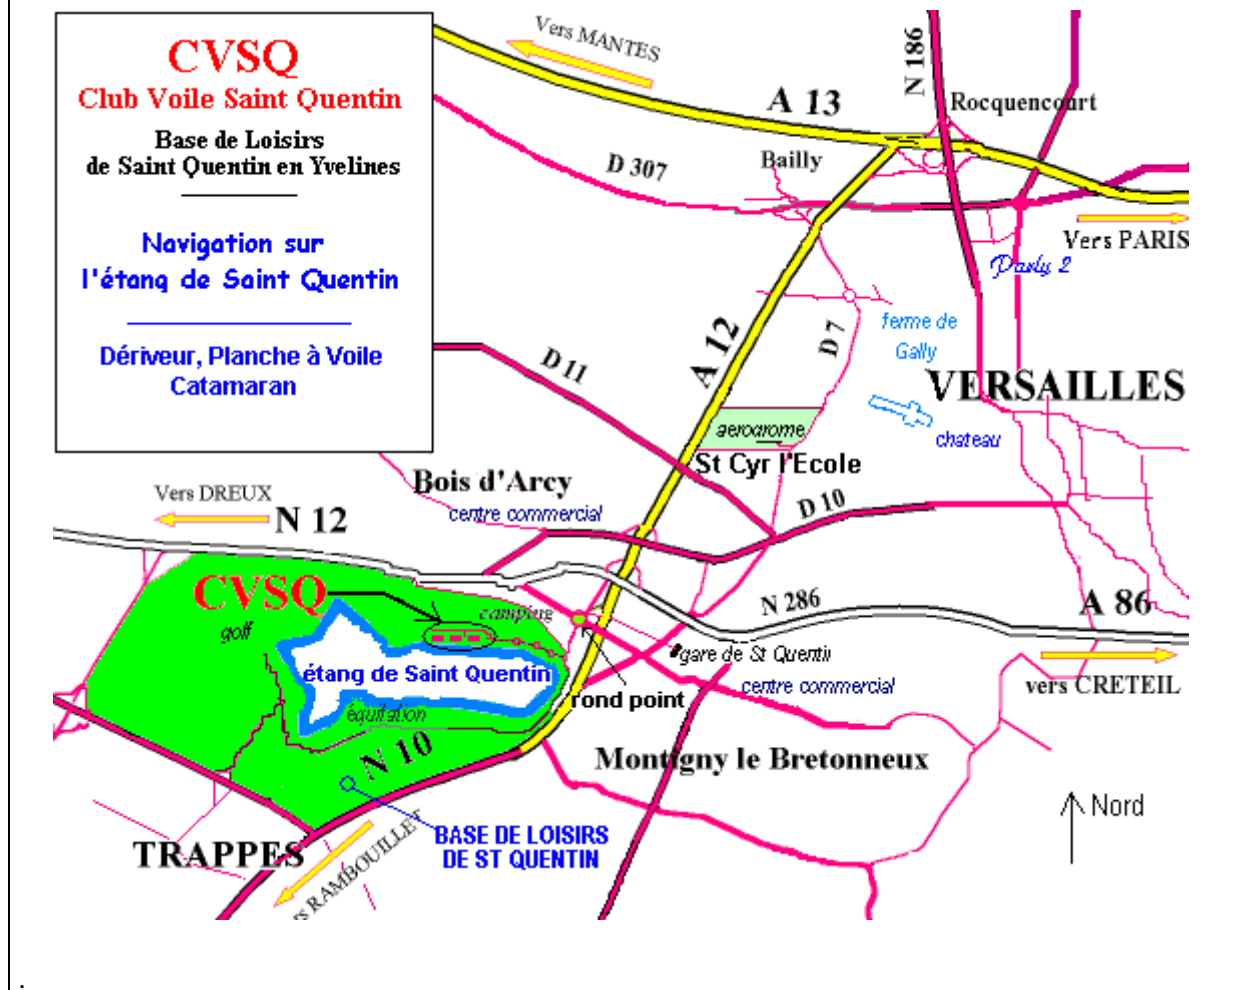 CVSQ
Club Voile Saint Quentin
Base de Loisirs
de Saint Quentin en Yvelines
Navigation sur
l'étang de Saint Quentin
Dériveur, Planche à Voile
Catamaran
Vers MANTES
A 13
N 186
Rocquencourt
Bailly
D 307
Vers PARIS
Parly 2
ferme de
Gally
D 7
A 12
D 11
VERSAILLES
chateau
aerodrome
St Cyr l'Ecole
Bois d'Arcy
centre commercial
D 10
Vers DREUX
N 12
CVSQ
camping
golf
N 286
A 86
étang de Saint Quentin
gare de St Quentin
vers CRETEIL
centre commercial
rond point
équitation
N 10
Montigny le Bretonneux
Nord
BASE DE LOISIRS
DE ST QUENTIN
TRAPPES
RAMBOUILLET
.